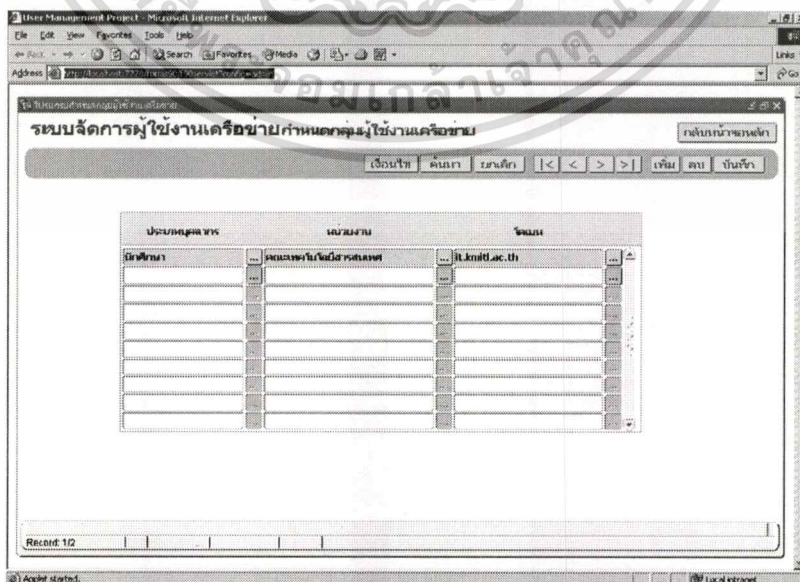 User Management Project - Microsoft Internet Explorer
File Edit View Favorites Tools Help
Back Search Favorites Media
Links
Address Go
ระบบจัดการผู้ใช้งานเครือข่าย กำหนดกลุ่มผู้ใช้งานเครือข่าย
กลับหน้าจอหลัก
เงื่อนไข ค้นหา ยกเลิก |< < > >| เพิ่ม ลบ บันทึก
ประเภทบุคลากร หน่วยงาน โดเมน
นักศึกษา ... คณะเทคโนโลยีสารสนเทศ ... it.kmitl.ac.th ...
Record: 1/2
Applet started. Local intranet